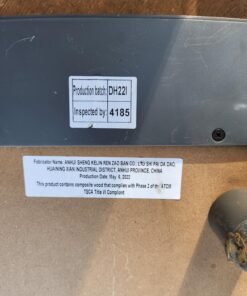 Production batch: DH22I
Inspected by: 4185
Fabricator Name: ANHUI SHENG KELIN REN ZAO BAN CO., LIU SHI PAI DA DAO,
HUAINING XIAN INDUSTRIAL DISTRICT, ANHUI PROVINCE, CHINA
Production Date: May, 6, 2022
This product contains composite wood that complies with Phase 2 of the ATCM
TSCA Title VI Compliant